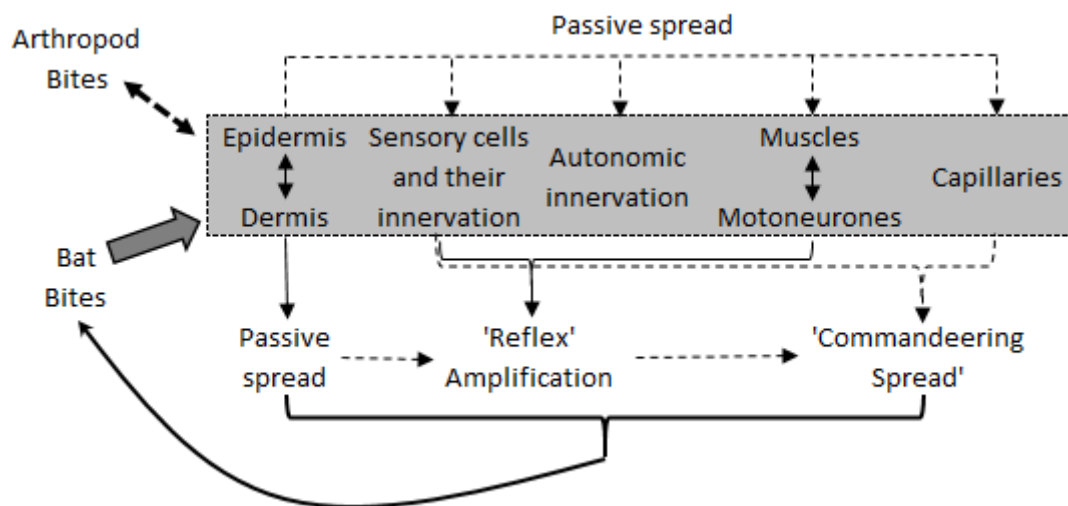 Passive spread
Arthropod
Bites
Epidermis
Dermis
Sensory cells
and their
innervation
Autonomic
innervation
Muscles
Motoneurones
Capillaries
Bat
Bites
Passive
spread
'Reflex'
Amplification
'Commandeering
Spread'